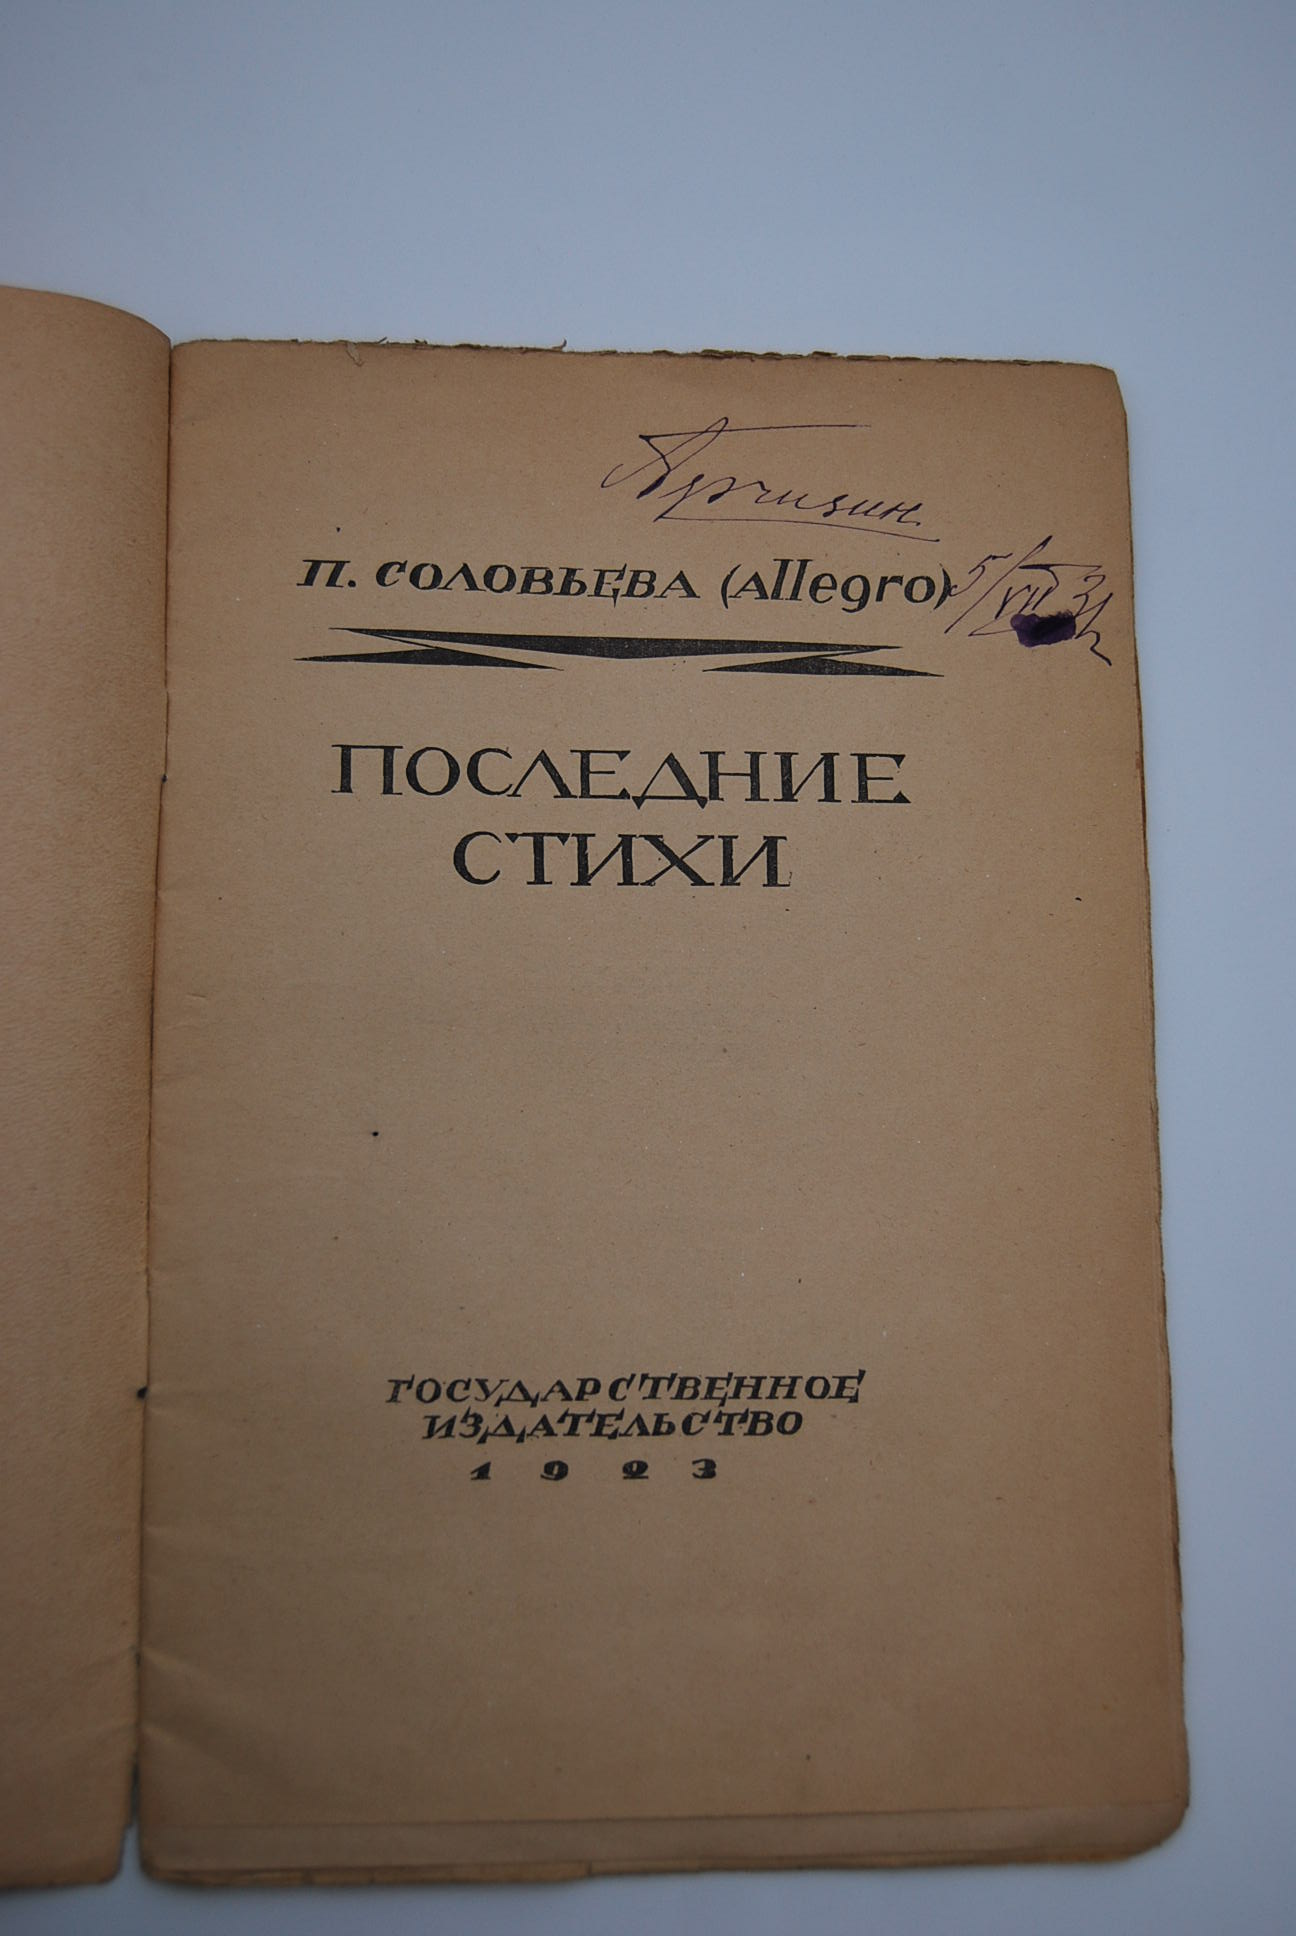 П. СОЛОВЬЕВА (Allegro)
ПОСЛЕДНИЕ
СТИХИ
ГОСУДАРСТВЕННОЕ
ИЗДАТЕЛЬСТВО
1923